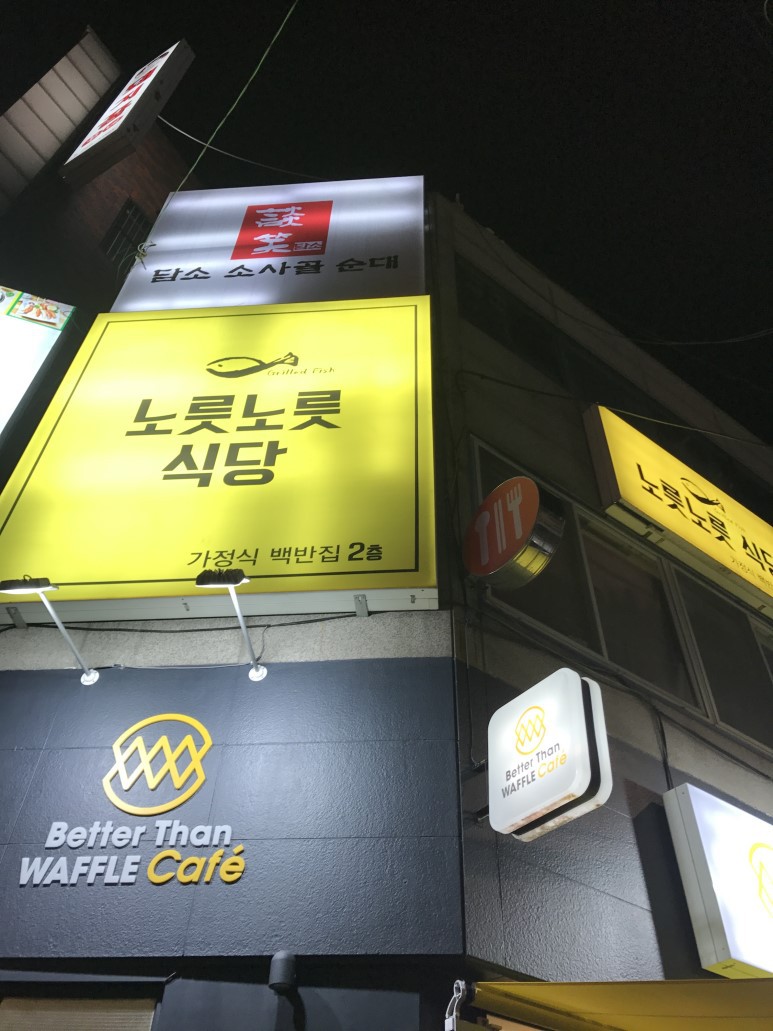 담소
담소 소사골 순대
Grilled Fish
노릇노릇
식당
가정식 백반집 2층
노릇노릇 식당
Better Than
WAFFLE Café
Better Than
WAFFLE Café